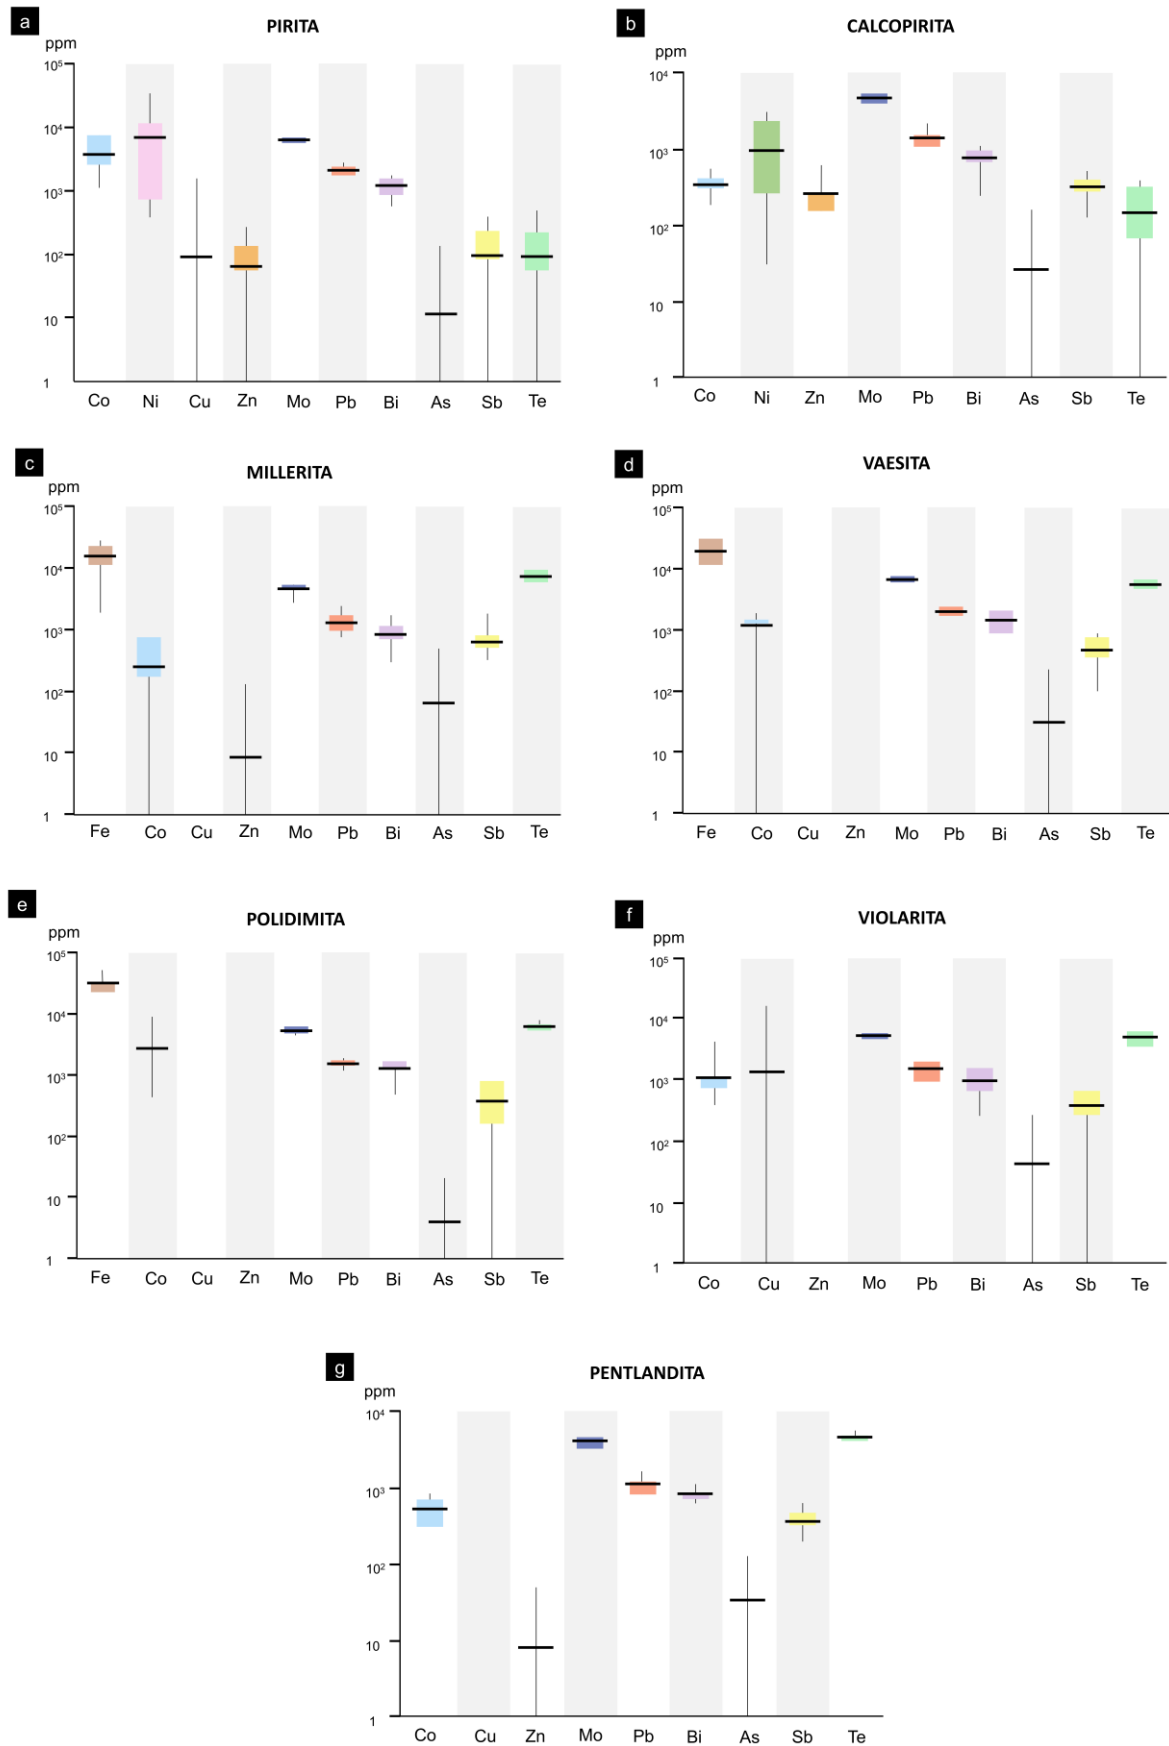 a
PIRITA
ppm
10⁵
10⁴
10³
10²
10
1
Co Ni Cu Zn Mo Pb Bi As Sb Te
b
CALCOPIRITA
ppm
10⁴
10³
10²
10
1
Co Ni Zn Mo Pb Bi As Sb Te
c
MILLERITA
ppm
10⁵
10⁴
10³
10²
10
1
Fe Co Cu Zn Mo Pb Bi As Sb Te
d
VAESITA
ppm
10⁵
10⁴
10³
10²
10
1
Fe Co Cu Zn Mo Pb Bi As Sb Te
e
POLIDIMITA
ppm
10⁵
10⁴
10³
10²
10
1
Fe Co Cu Zn Mo Pb Bi As Sb Te
f
VIOLARITA
ppm
10⁵
10⁴
10³
10²
10
1
Co Cu Zn Mo Pb Bi As Sb Te
g
PENTLANDITA
ppm
10⁴
10³
10²
10
1
Co Cu Zn Mo Pb Bi As Sb Te